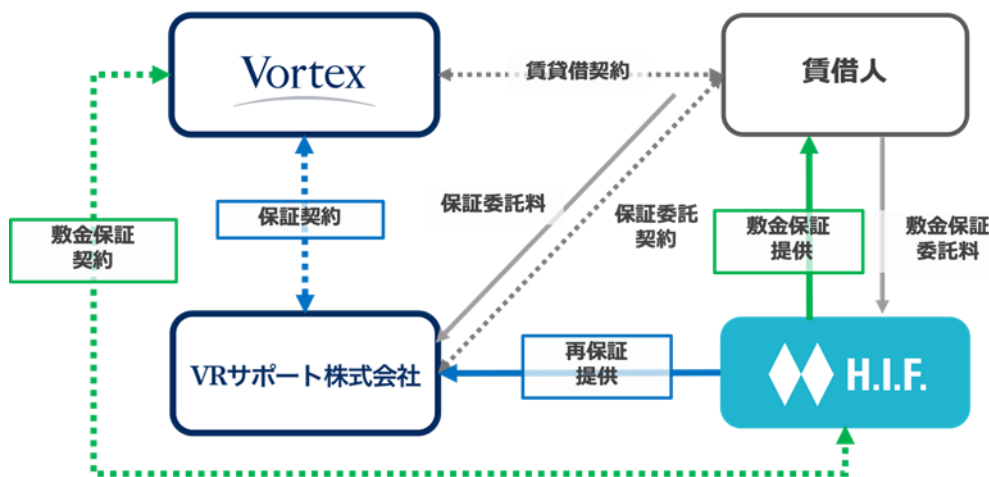 Vortex
賃貸借契約
賃借人
敷金保証
契約
保証契約
保証委託料
保証委託
契約
敷金保証
提供
敷金保証
委託料
VRサポート株式会社
再保証
提供
H.I.F.